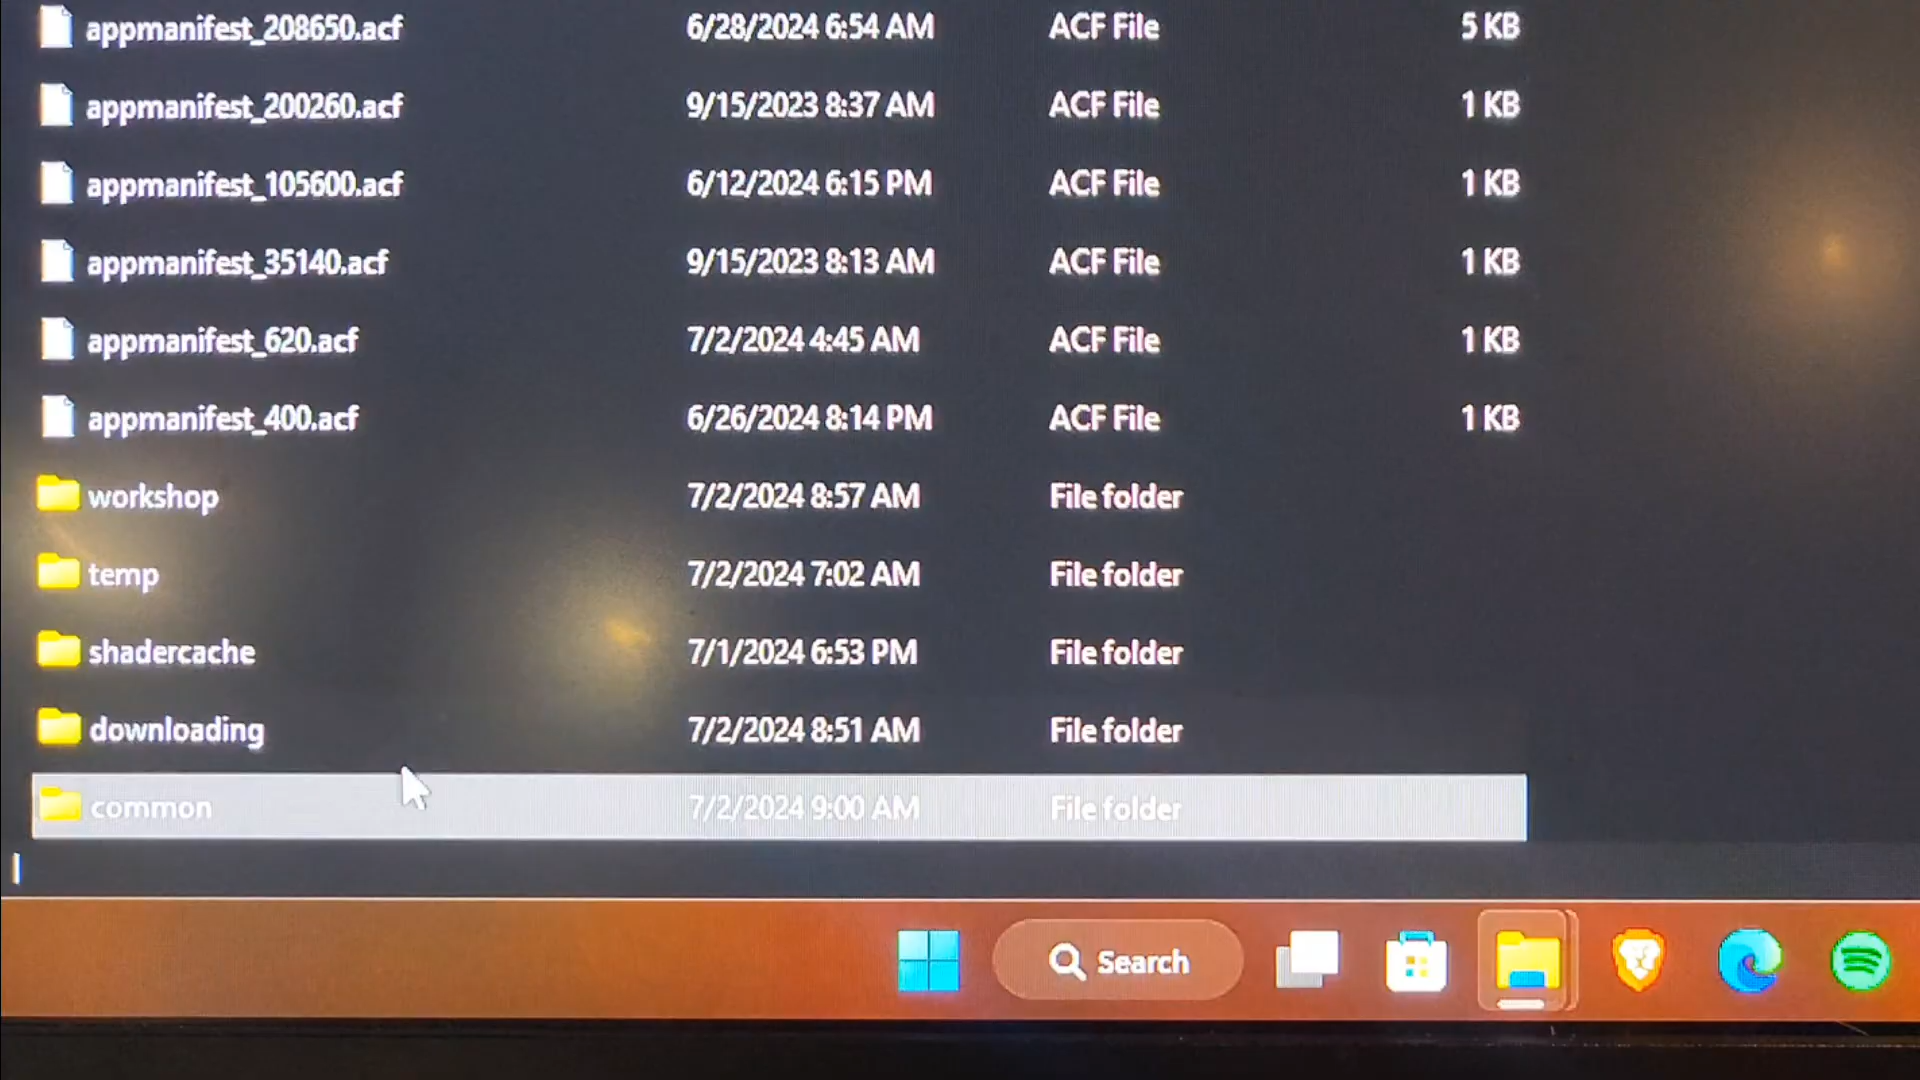 appmanifest_208650.acf 6/28/2024 6:54 AM ACF File 5 KB
appmanifest_200260.acf 9/15/2023 8:37 AM ACF File 1 KB
appmanifest_105600.acf 6/12/2024 6:15 PM ACF File 1 KB
appmanifest_35140.acf 9/15/2023 8:13 AM ACF File 1 KB
appmanifest_620.acf 7/2/2024 4:45 AM ACF File 1 KB
appmanifest_400.acf 6/26/2024 8:14 PM ACF File 1 KB
workshop 7/2/2024 8:57 AM File folder
temp 7/2/2024 7:02 AM File folder
shadercache 7/1/2024 6:53 PM File folder
downloading 7/2/2024 8:51 AM File folder
common 7/2/2024 9:00 AM File folder
Search